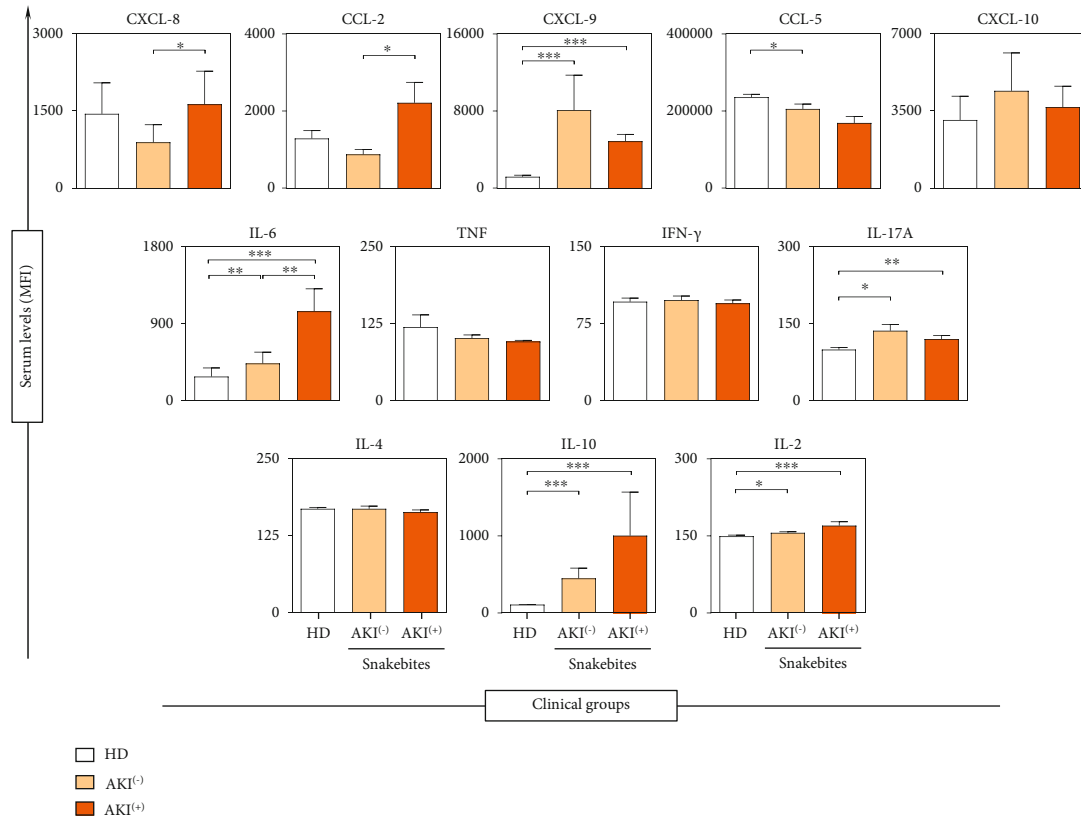 CXCL-8 CCL-2 CXCL-9 CCL-5 CXCL-10
3000 4000 16000 400000 7000
* * *** *** *
1500 2000 8000 200000 3500
0 0 0 0 0
IL-6 TNF IFN-γ IL-17A
1800 250 150 300
*** ** ** ** *
900 125 75 150
0 0 0 0
Serum levels (MFI)
IL-4 IL-10 IL-2
250 2000 300
*** *** *** *
125 1000 150
0 0 0
HD AKI(-) AKI(+) HD AKI(-) AKI(+) HD AKI(-) AKI(+)
Snakebites Snakebites Snakebites
Clinical groups
HD
AKI(-)
AKI(+)